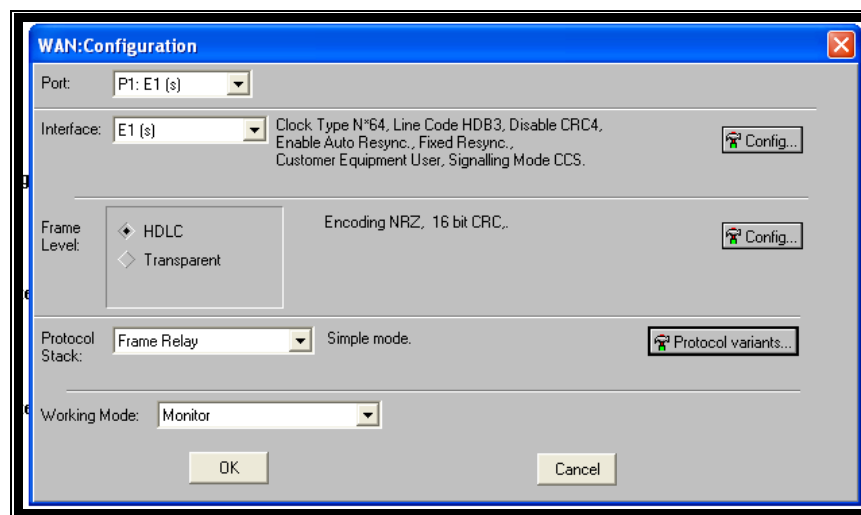 WAN:Configuration
Port: P1: E1 (s)
Interface: E1 (s) Clock Type N*64, Line Code HDB3, Disable CRC4,
Enable Auto Resync., Fixed Resync.,
Customer Equipment User, Signalling Mode CCS.
Config...
Frame
Level:
HDLC
Transparent
Encoding NRZ, 16 bit CRC,.
Config...
Protocol
Stack:
Frame Relay
Simple mode.
Protocol variants...
Working Mode: Monitor
OK Cancel